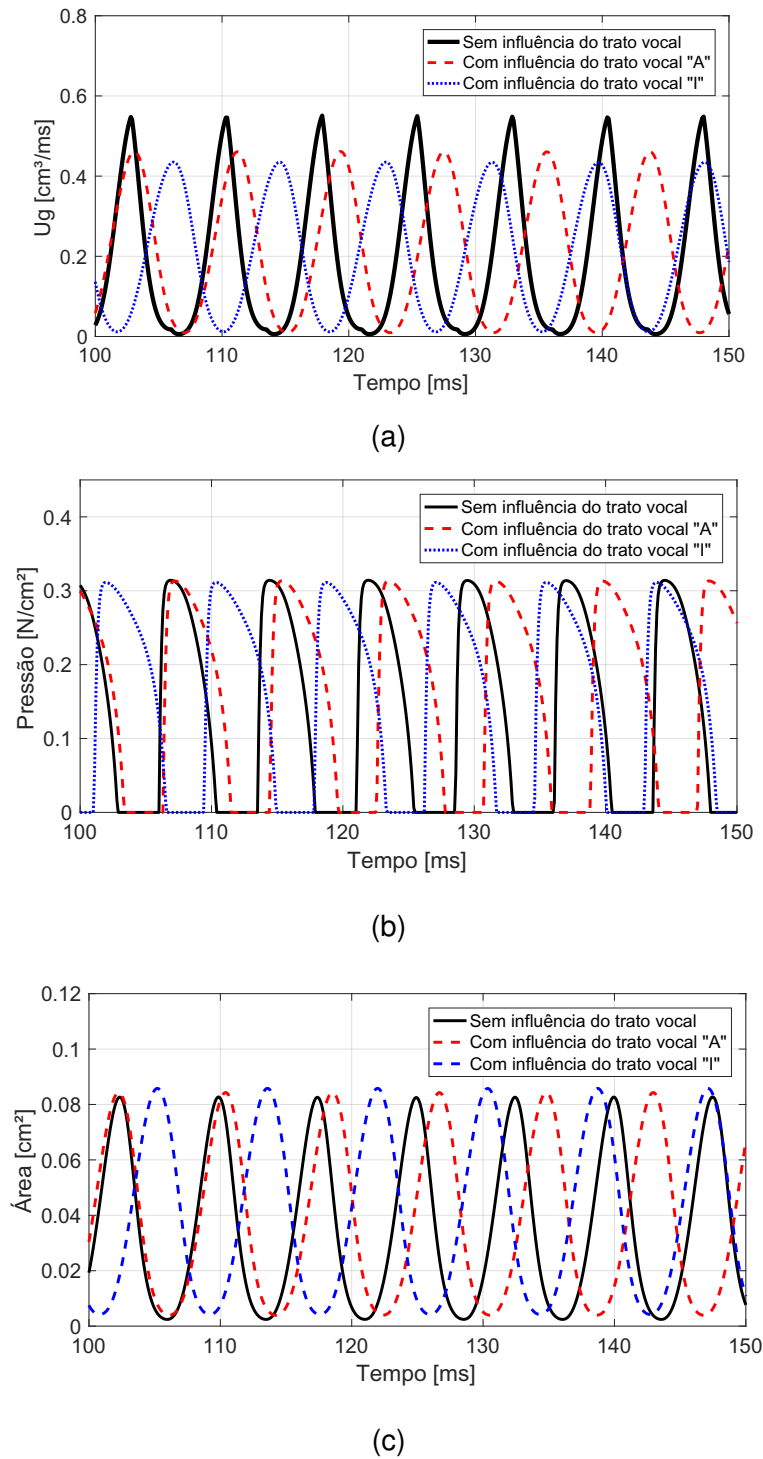 0.8
0.6
0.4
0.2
0
Ug [cm³/ms]
Sem influência do trato vocal
Com influência do trato vocal "A"
Com influência do trato vocal "I"
100 110 120 130 140 150
Tempo [ms]
(a)
0.4
0.3
0.2
0.1
0
Pressão [N/cm²]
Sem influência do trato vocal
Com influência do trato vocal "A"
Com influência do trato vocal "I"
100 110 120 130 140 150
Tempo [ms]
(b)
0.12
0.1
0.08
0.06
0.04
0.02
0
Área [cm²]
Sem influência do trato vocal
Com influência do trato vocal "A"
Com influência do trato vocal "I"
100 110 120 130 140 150
Tempo [ms]
(c)